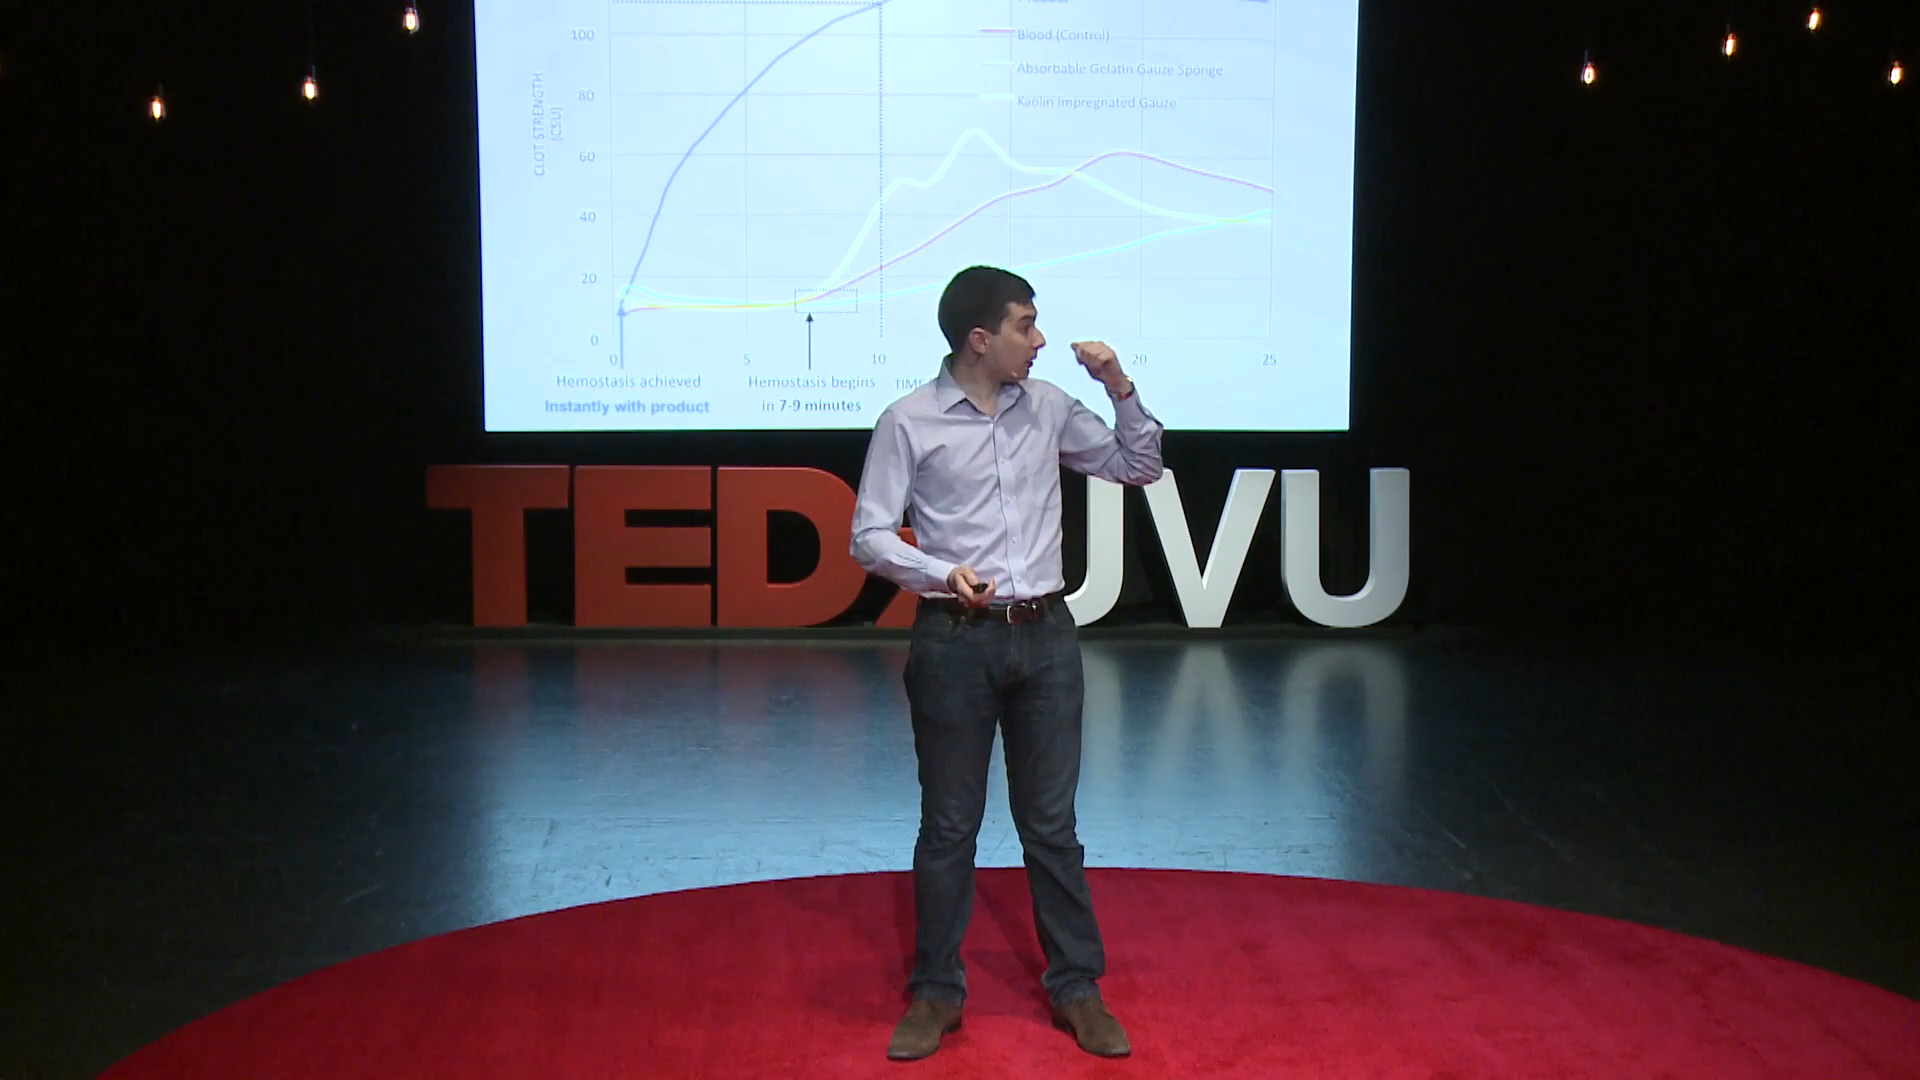 Product
100
Blood (Control)
Absorbable Gelatin Gauze Sponge
80
Kaolin Impregnated Gauze
CLOT STRENGTH
(CSU)
60
40
20
0
0 5 10 20 25
Hemostasis achieved
Instantly with product
Hemostasis begins
in 7-9 minutes
TEDx UVU